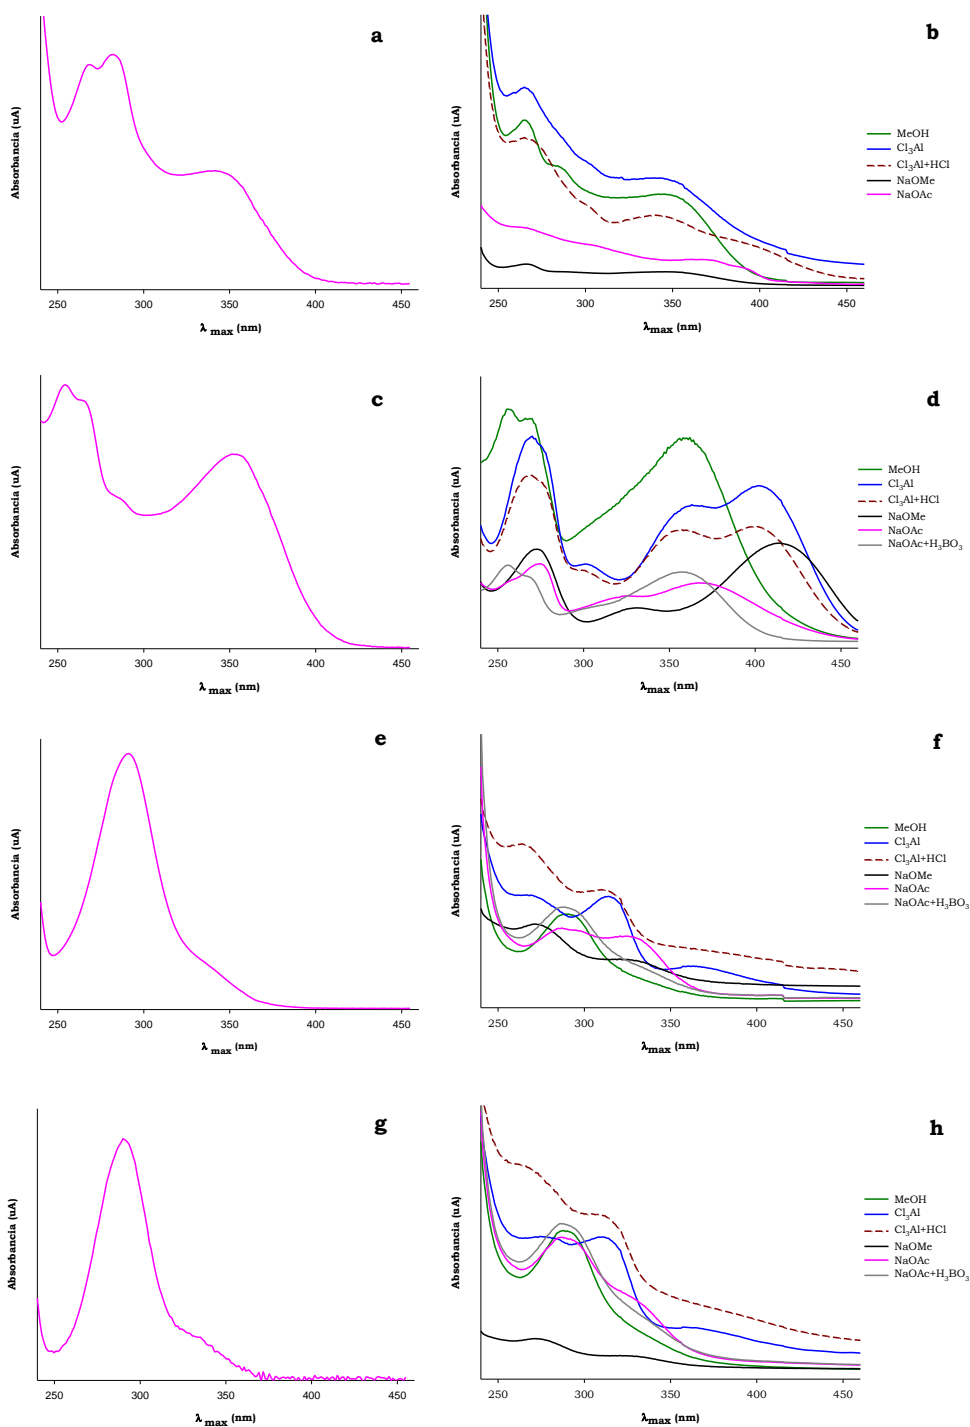 a
Absorbancia (uA)
250 300 350 400 450
λ max (nm)
b
Absorbancia (uA)
MeOH
Cl3Al
Cl3Al+HCl
NaOMe
NaOAc
250 300 350 400 450
λmax (nm)
c
Absorbancia (uA)
250 300 350 400 450
λ max (nm)
d
Absorbancia (uA)
MeOH
Cl3Al
Cl3Al+HCl
NaOMe
NaOAc
NaOAc+H3BO3
250 300 350 400 450
λmax (nm)
e
Absorbancia (uA)
250 300 350 400 450
λ max (nm)
f
Absorbancia (uA)
MeOH
Cl3Al
Cl3Al+HCl
NaOMe
NaOAc
NaOAc+H3BO3
250 300 350 400 450
λmax (nm)
g
Absorbancia (uA)
250 300 350 400 450
λ max (nm)
h
Absorbancia (uA)
MeOH
Cl3Al
Cl3Al+HCl
NaOMe
NaOAc
NaOAc+H3BO3
250 300 350 400 450
λmax (nm)